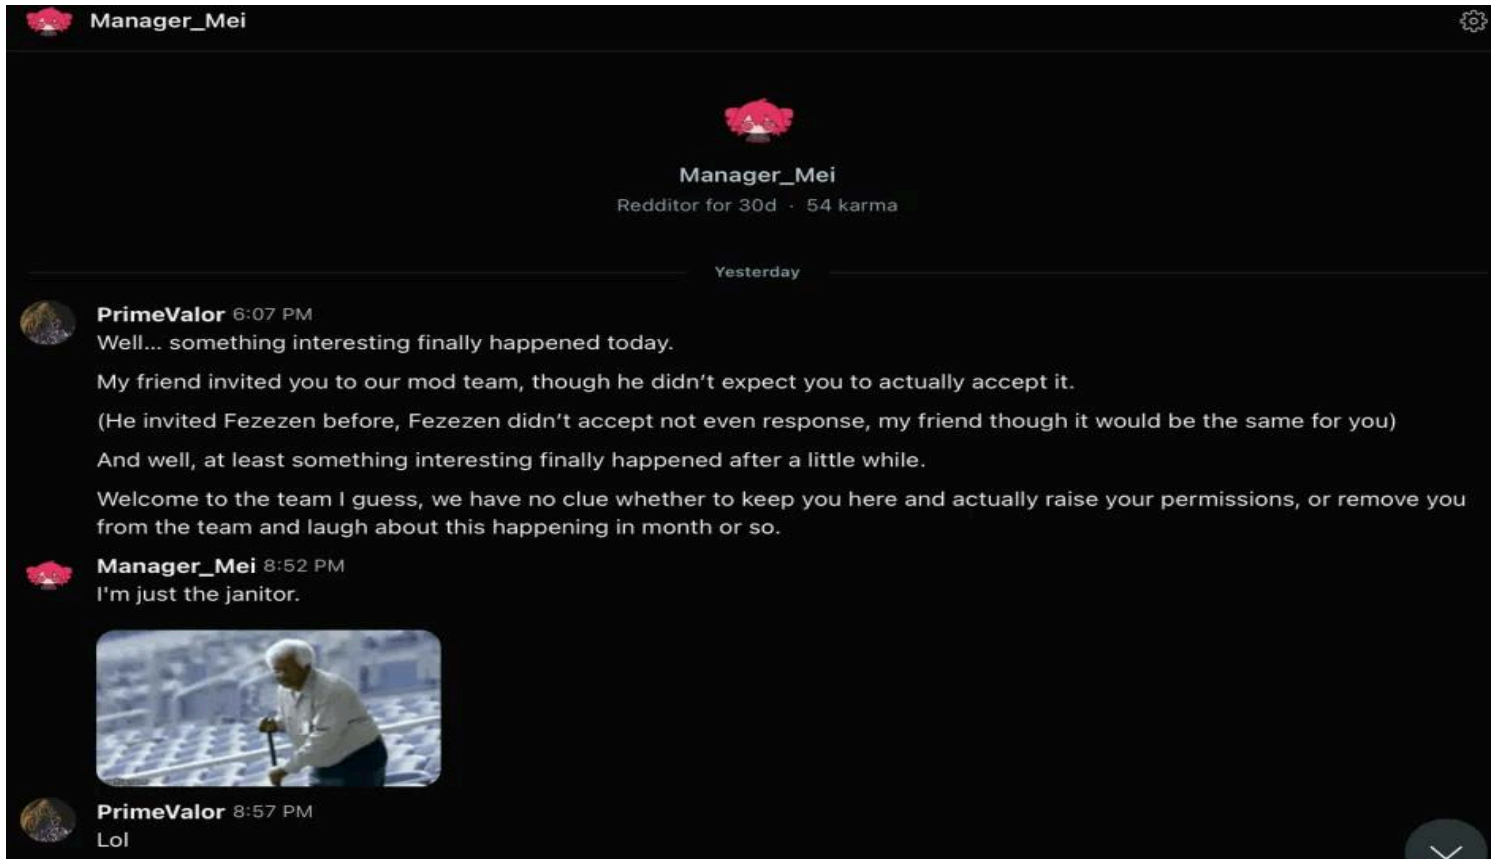 Manager_Mei
Manager_Mei
Redditor for 30d · 54 karma
Yesterday
PrimeValor 6:07 PM
Well... something interesting finally happened today.
My friend invited you to our mod team, though he didn’t expect you to actually accept it.
(He invited Fezezen before, Fezezen didn’t accept not even response, my friend though it would be the same for you)
And well, at least something interesting finally happened after a little while.
Welcome to the team I guess, we have no clue whether to keep you here and actually raise your permissions, or remove you
from the team and laugh about this happening in month or so.
Manager_Mei 8:52 PM
I'm just the janitor.
PrimeValor 8:57 PM
Lol